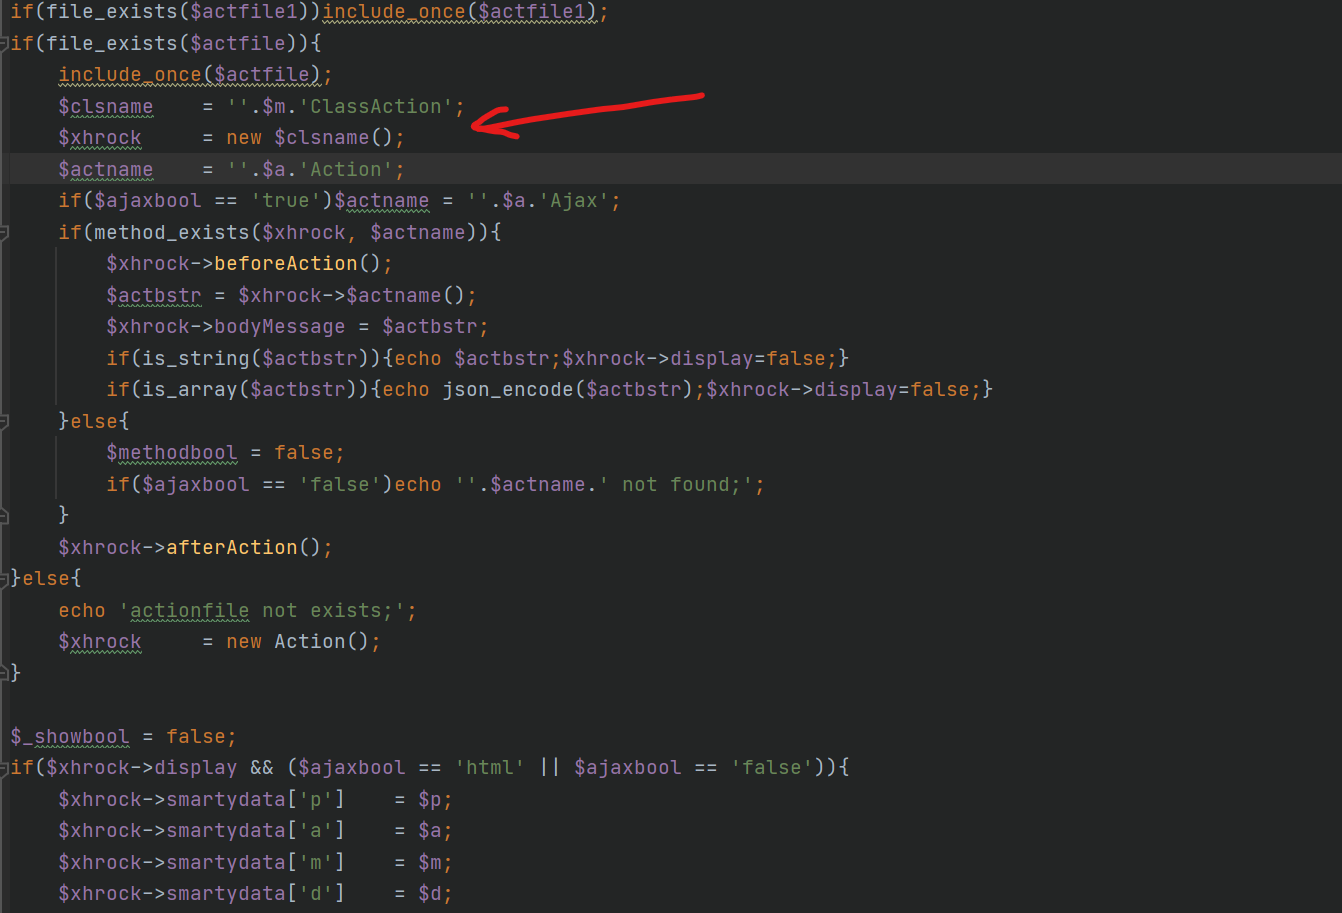 if(file_exists($actfile1))include_once($actfile1);
if(file_exists($actfile)){
    include_once($actfile);
    $clsname    = ''.$m.'ClassAction';
    $xhrock     = new $clsname();
    $actname    = ''.$a.'Action';
    if($ajaxbool == 'true')$actname = ''.$a.'Ajax';
    if(method_exists($xhrock, $actname)){
        $xhrock->beforeAction();
        $actbstr = $xhrock->$actname();
        $xhrock->bodyMessage = $actbstr;
        if(is_string($actbstr)){echo $actbstr;$xhrock->display=false;}
        if(is_array($actbstr)){echo json_encode($actbstr);$xhrock->display=false;}
    }else{
        $methodbool = false;
        if($ajaxbool == 'false')echo ''.$actname.' not found;';
    }
    $xhrock->afterAction();
}else{
    echo 'actionfile not exists;';
    $xhrock     = new Action();
}
$_showbool = false;
if($xhrock->display && ($ajaxbool == 'html' || $ajaxbool == 'false')){
    $xhrock->smartydata['p']    = $p;
    $xhrock->smartydata['a']    = $a;
    $xhrock->smartydata['m']    = $m;
    $xhrock->smartydata['d']    = $d;